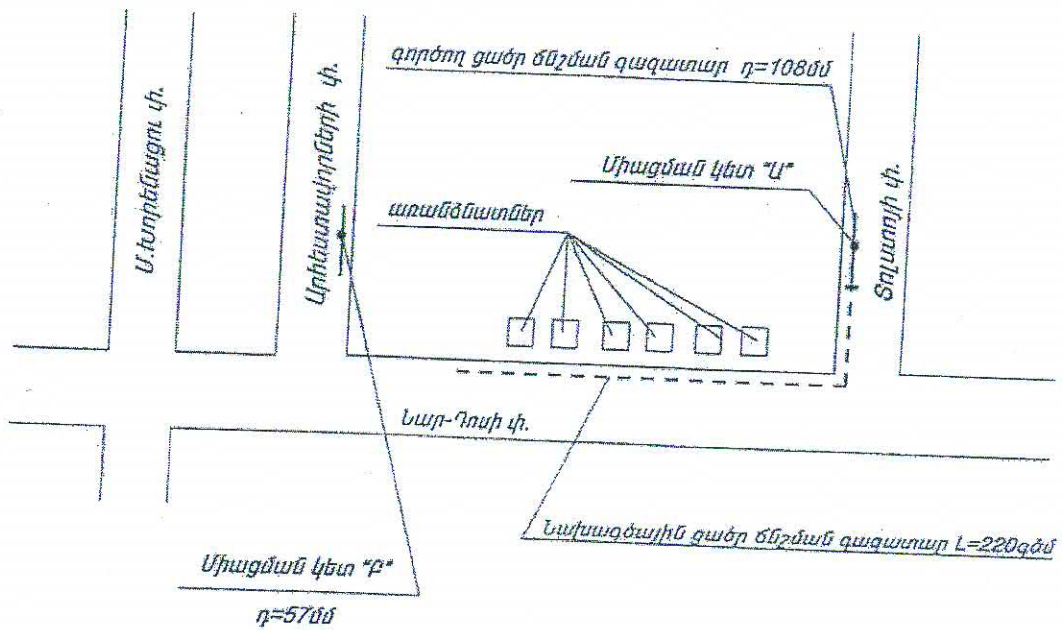 գործող ցածր ճնշման գազատար դ=108մմ
Մ.Խորենացու փ.
Արհեստավորների փ.
Միացման կետ "Ա"
Տոլստոյի փ.
առանձնատներ
Նար-Դոսի փ.
Նախագծային ցածր ճնշման գազատար L=220գծմ
Միացման կետ "Բ"
դ=57մմ